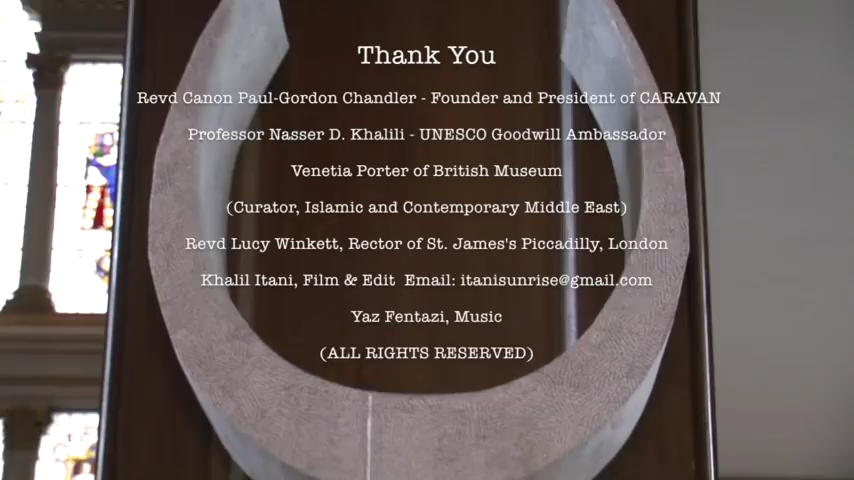 Thank You
Revd Canon Paul-Gordon Chandler - Founder and President of CARAVAN
Professor Nasser D. Khalili - UNESCO Goodwill Ambassador
Venetia Porter of British Museum
(Curator, Islamic and Contemporary Middle East)
Revd Lucy Winkett, Rector of St. James's Piccadilly, London
Khalil Itani, Film & Edit Email: itanisunrise@gmail.com
Yaz Fentazi, Music
(ALL RIGHTS RESERVED)